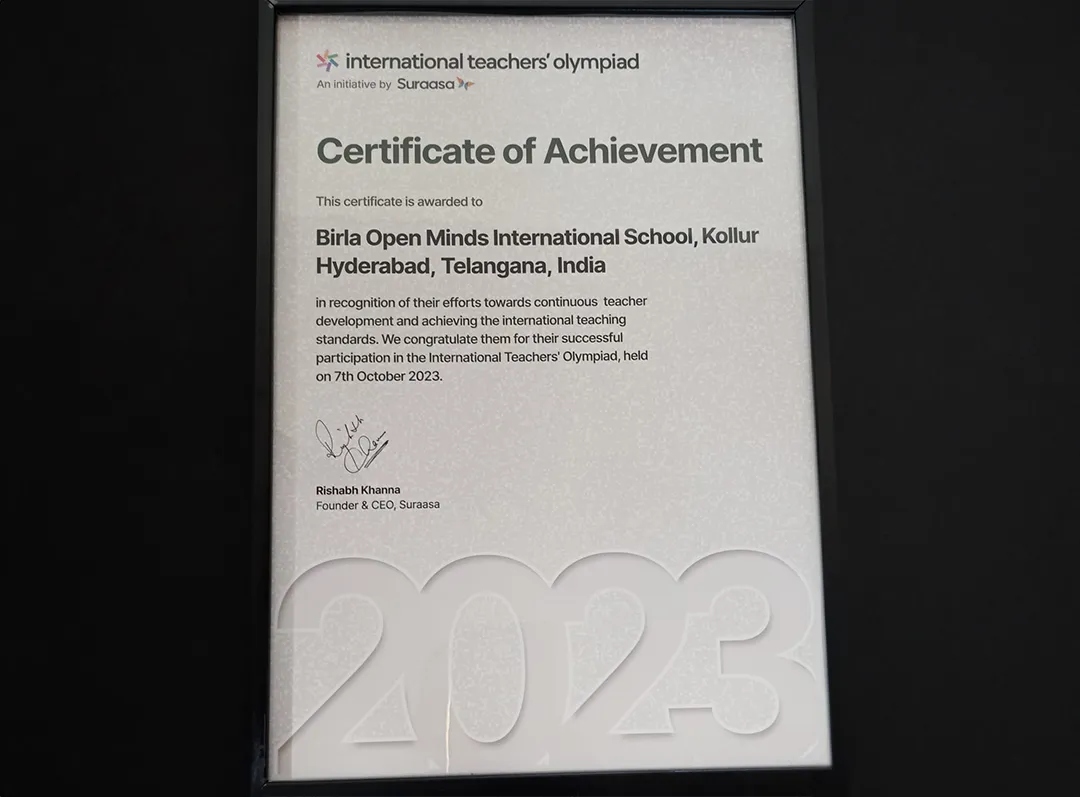 international teachers' olympiad
An initiative by Suraasa
Certificate of Achievement
This certificate is awarded to
Birla Open Minds International School, Kollur
Hyderabad, Telangana, India
in recognition of their efforts towards continuous teacher
development and achieving the international teaching
standards. We congratulate them for their successful
participation in the International Teachers' Olympiad, held
on 7th October 2023.
Rishabh Khanna
Founder & CEO, Suraasa
2023